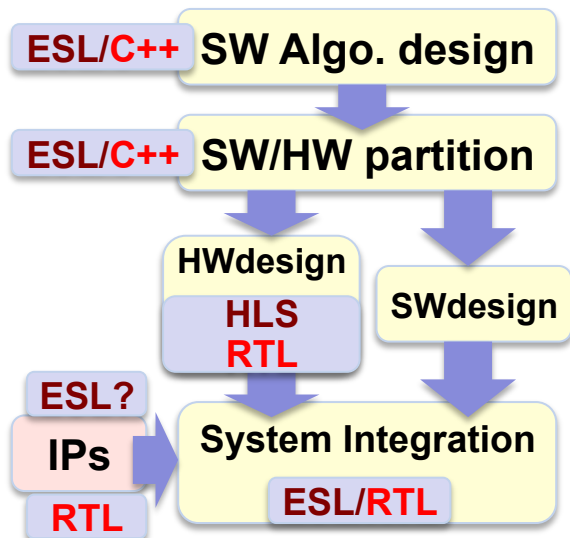 ESL/C++ SW Algo. design
ESL/C++ SW/HW partition
HWdesign
HLS
RTL
SWdesign
ESL?
IPs
RTL
System Integration
ESL/RTL